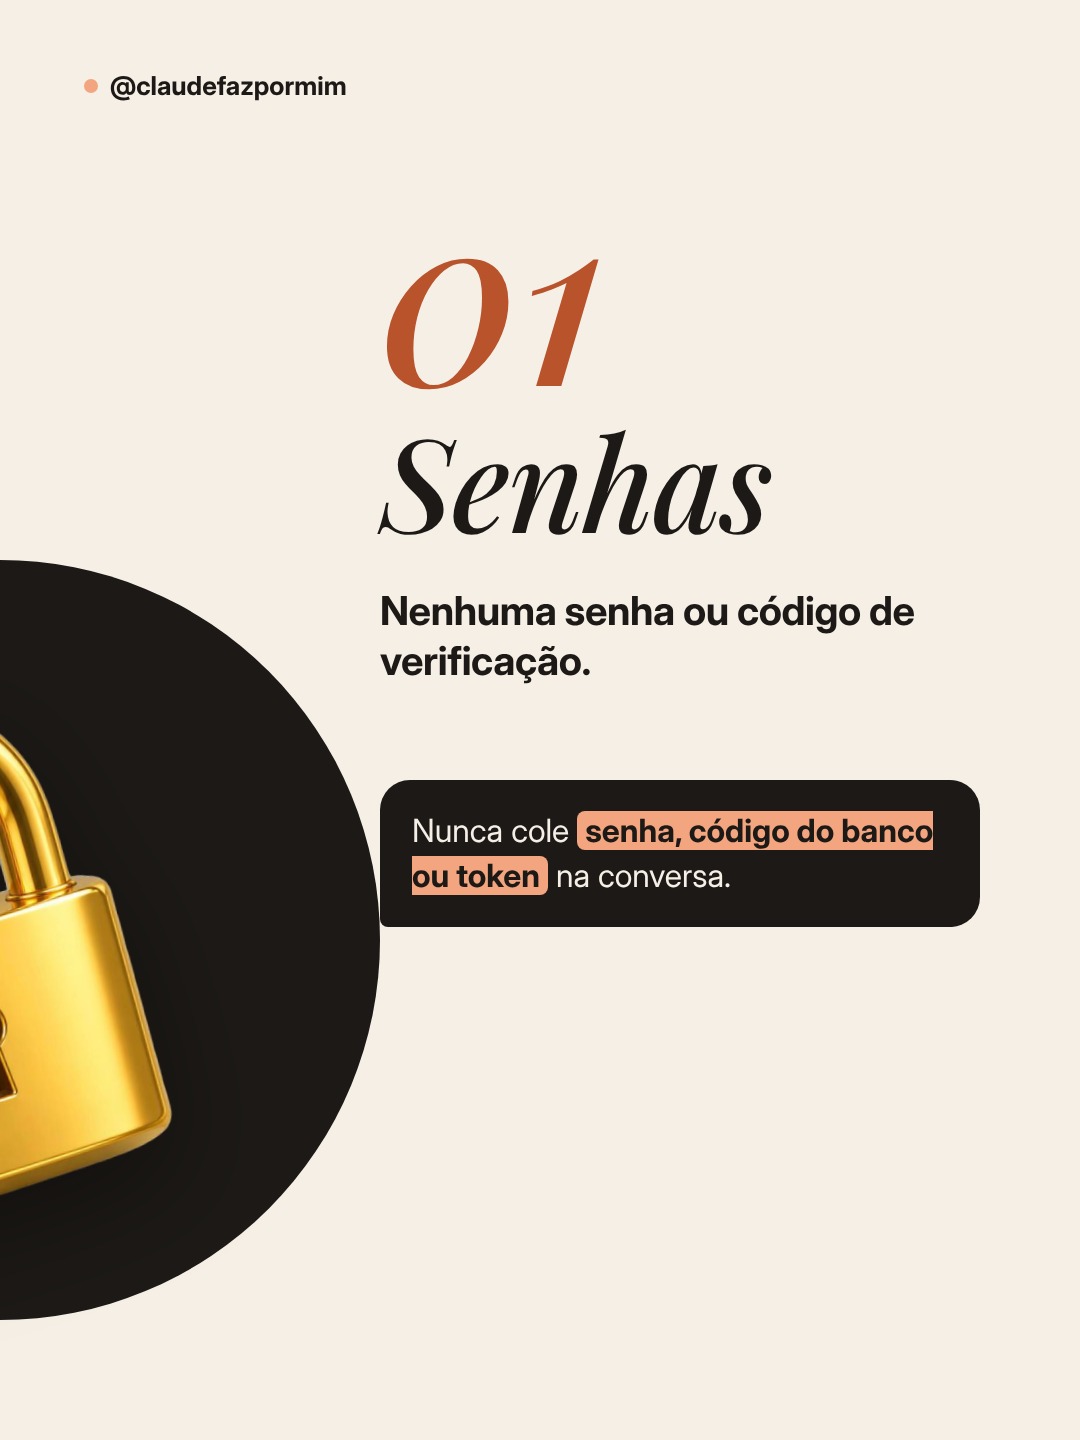 @claudefazpormim
01
Senhas
Nenhuma senha ou código de
verificação.
Nunca cole senha, código do banco
ou token na conversa.